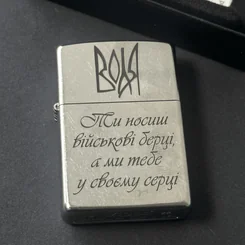 ВОЛЯ
Ти носиш
військові берці,
а ми тебе
у своєму серці